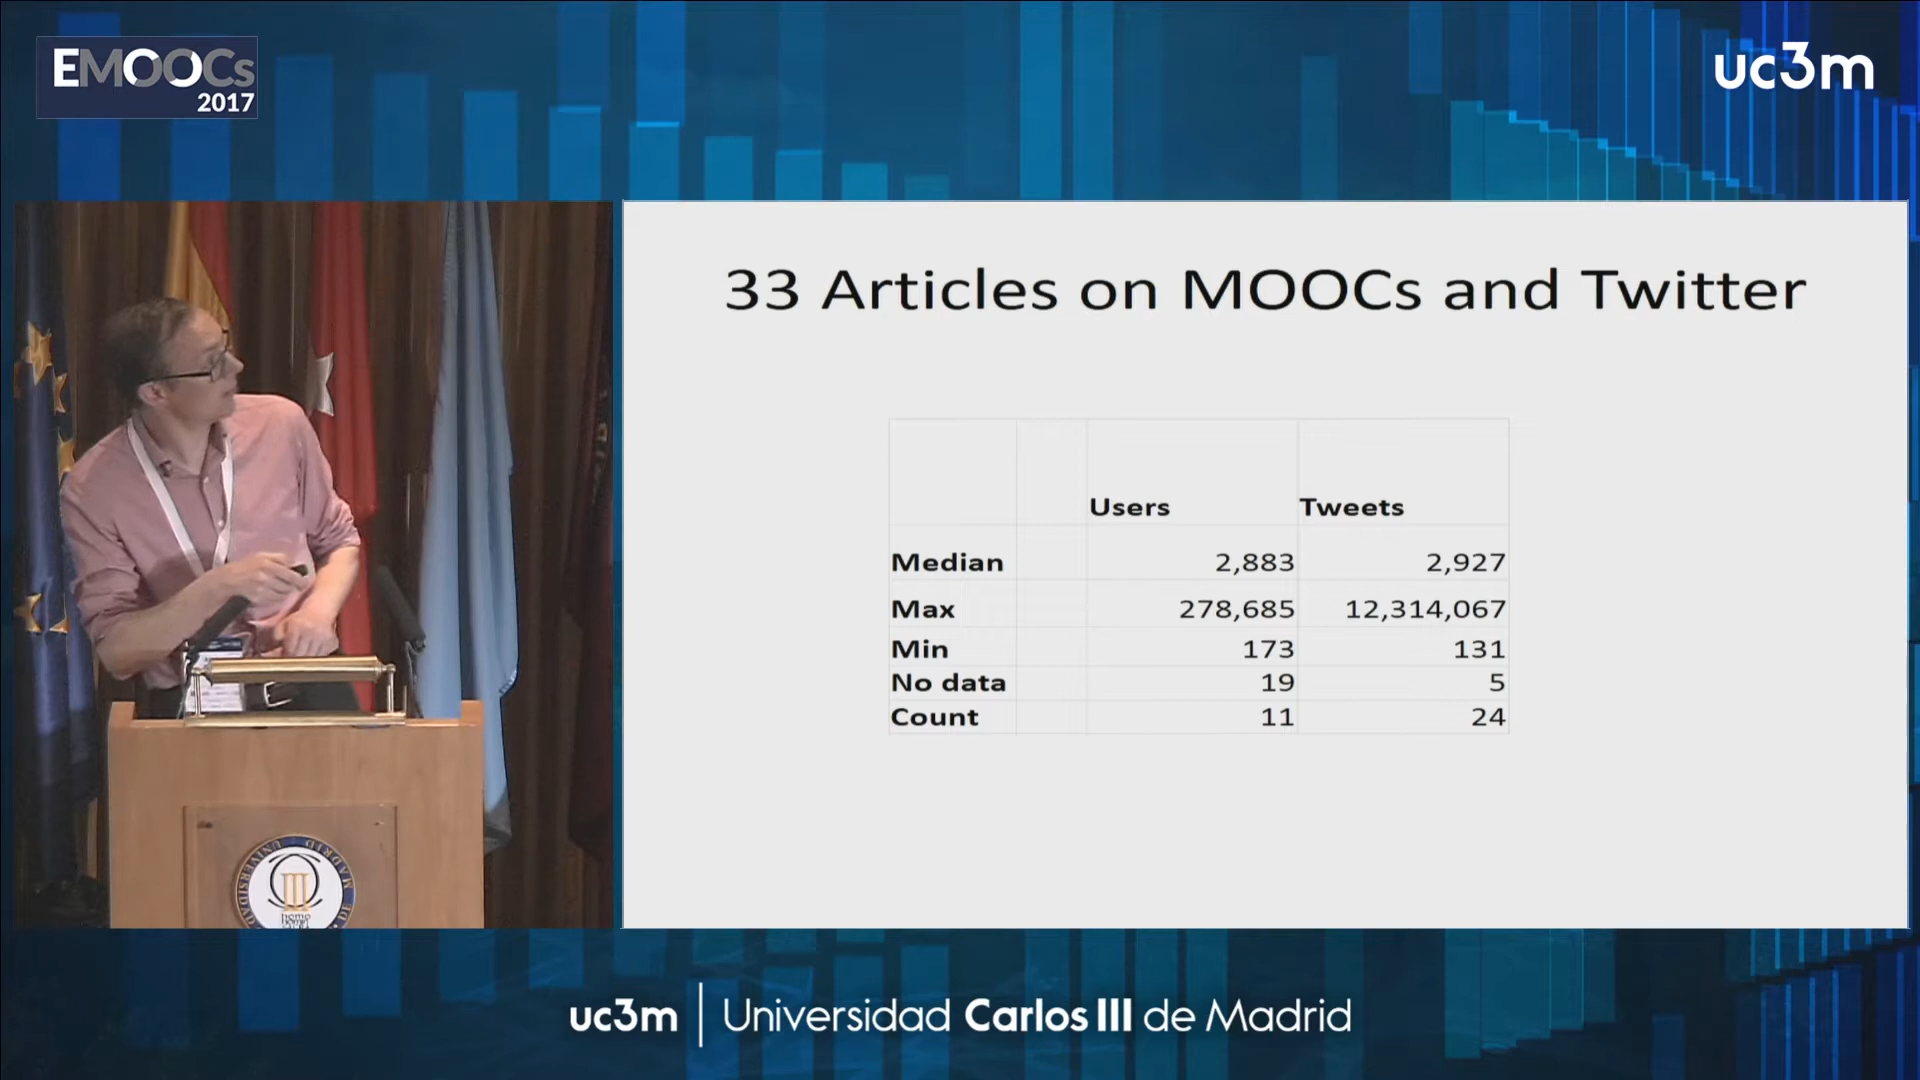 EMOOCs
2017
uc3m
33 Articles on MOOCs and Twitter
Users Tweets
Median 2,883 2,927
Max 278,685 12,314,067
Min 173 131
No data 19 5
Count 11 24
uc3m | Universidad Carlos III de Madrid